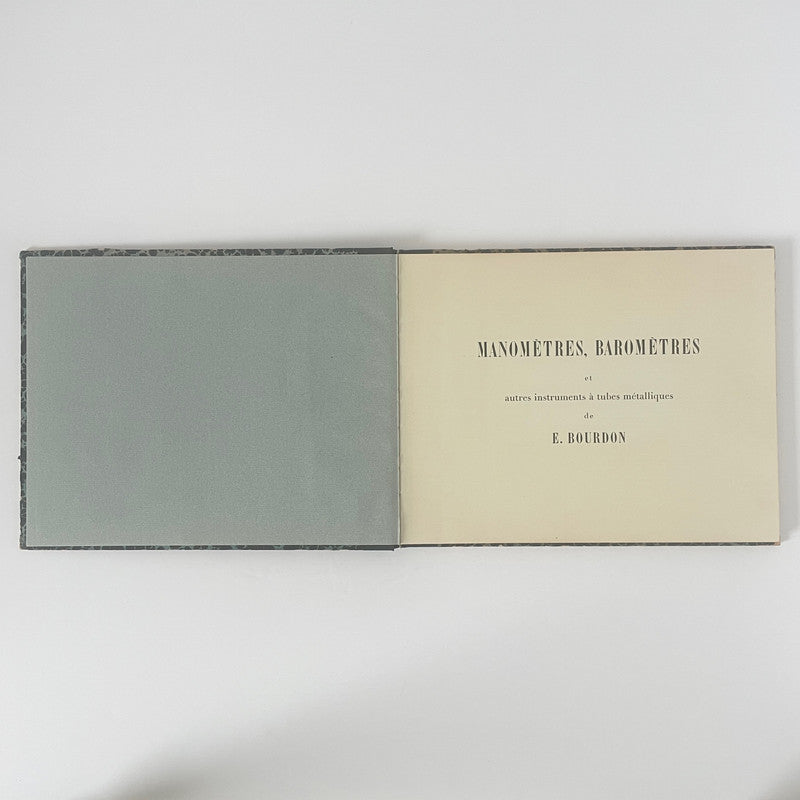 MANOMÈTRES, BAROMÈTRES
et
autres instruments à tubes métalliques
de
E. BOURDON